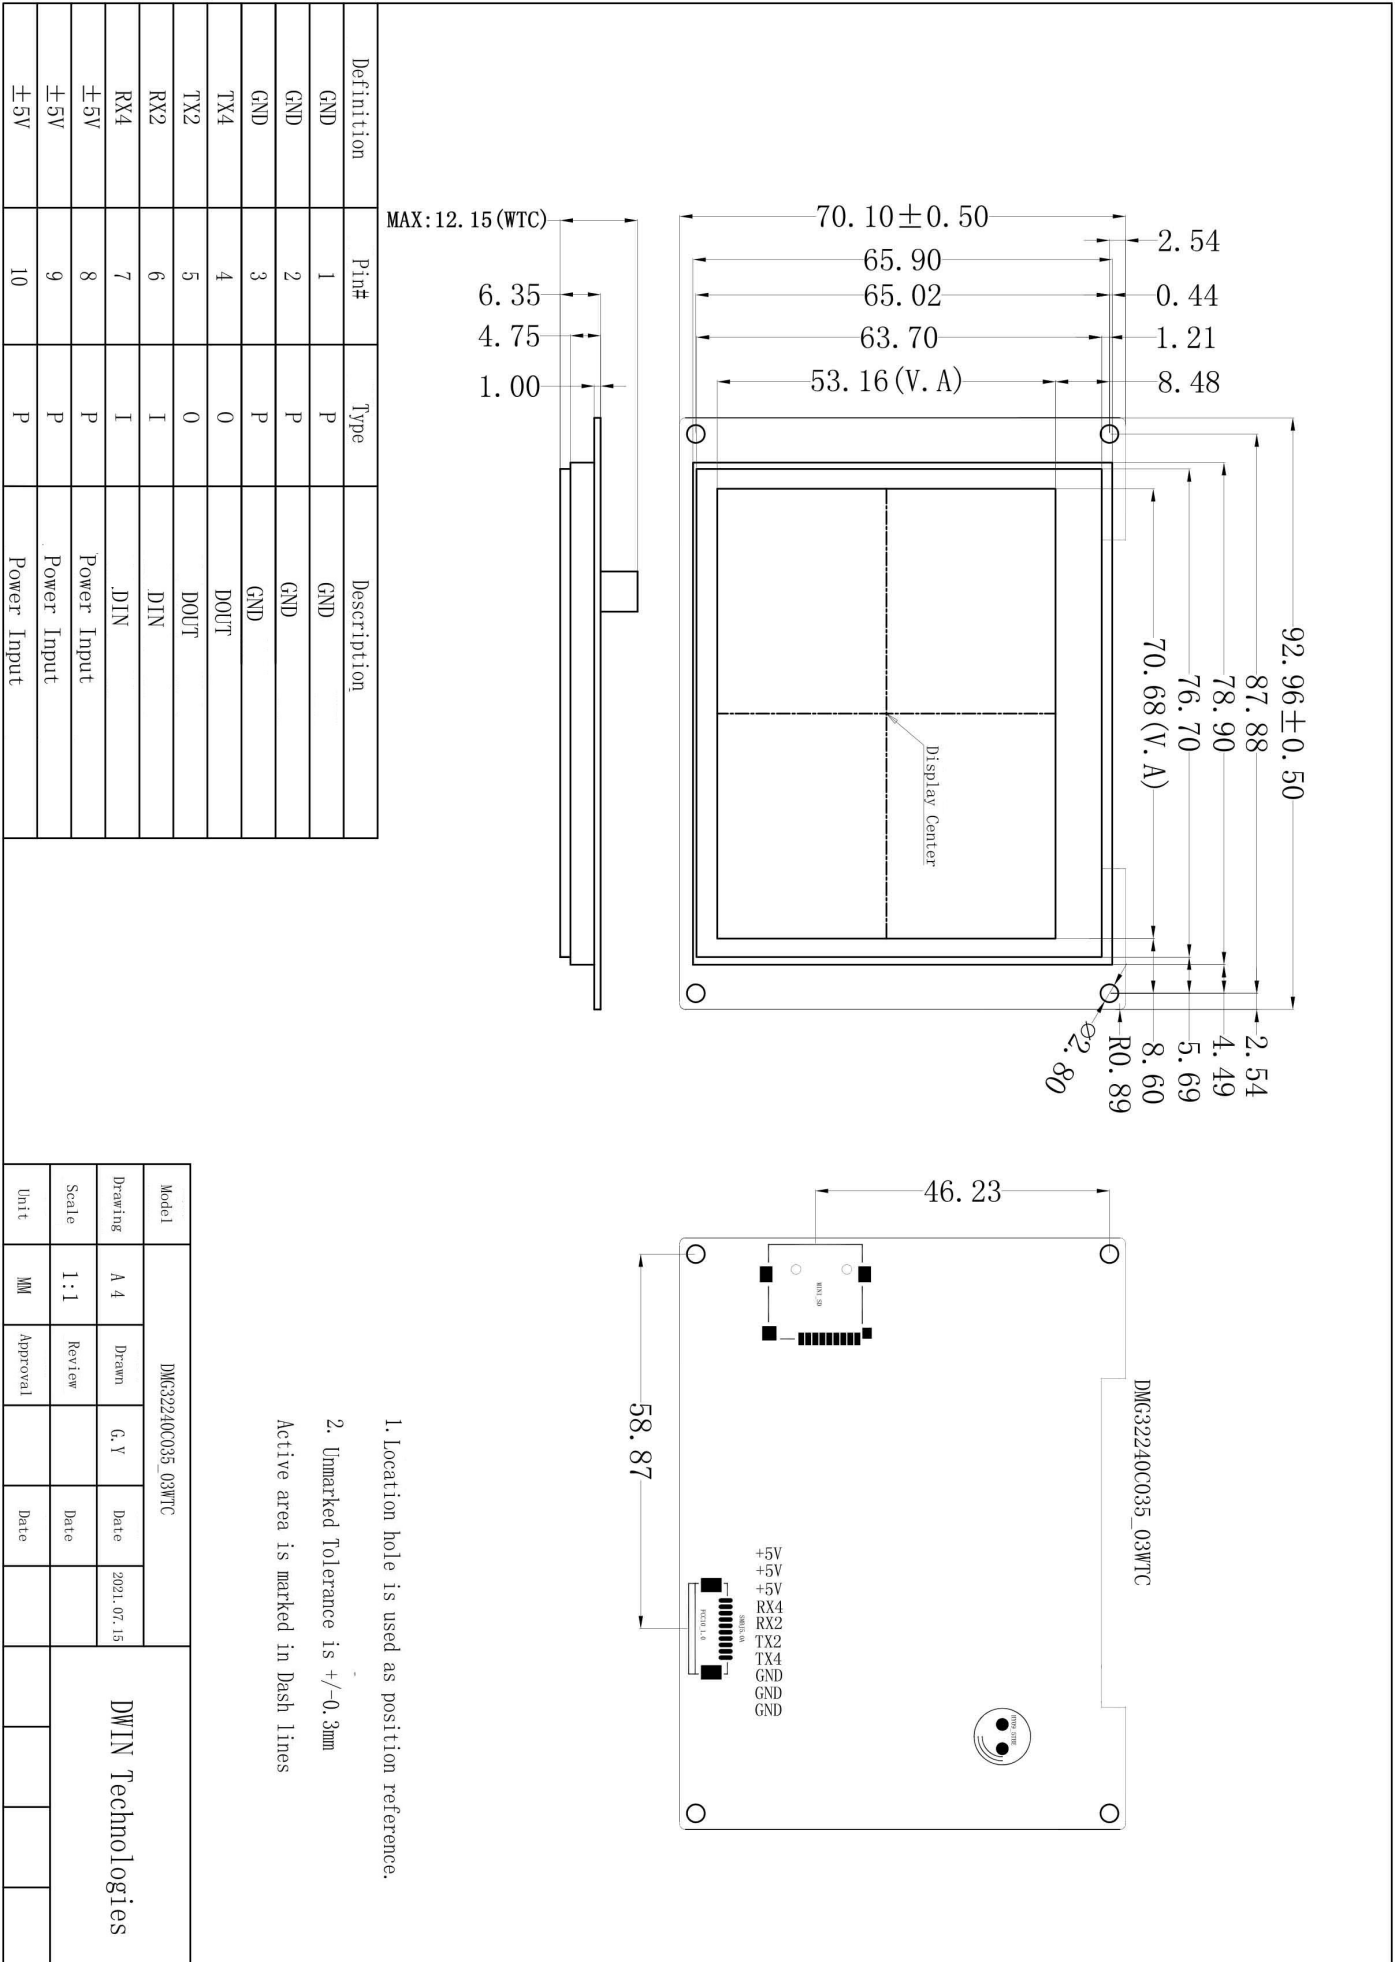 92.96±0.50
87.88
2.54
78.90
4.49
76.70
5.69
70.68(V.A)
8.60
R0.89
⌀2.80
70.10±0.50
2.54
65.90
65.02
0.44
63.70
1.21
53.16(V.A)
8.48
Display Center
MAX:12.15(WTC)
6.35
4.75
1.00
DMG32240C035_03WTC
46.23
58.87
MINI_SD
+5V
+5V
+5V
RX4
RX2
TX2
TX4
GND
GND
GND
SMBJ5.0A
FCC10_1.0
1. Location hole is used as position reference.
2. Unmarked Tolerance is +/-0.3mm
Active area is marked in Dash lines
Definition Pin# Type Description
GND 1 P GND
GND 2 P GND
GND 3 P GND
TX4 4 O DOUT
TX2 5 O DOUT
RX2 6 I DIN
RX4 7 I DIN
±5V 8 P Power Input
±5V 9 P Power Input
±5V 10 P Power Input
Model DMG32240C035_03WTC
Drawing A4 Drawn G.Y Date 2021.07.15
Scale 1:1 Review Date
Unit MM Approval Date
DWIN Technologies